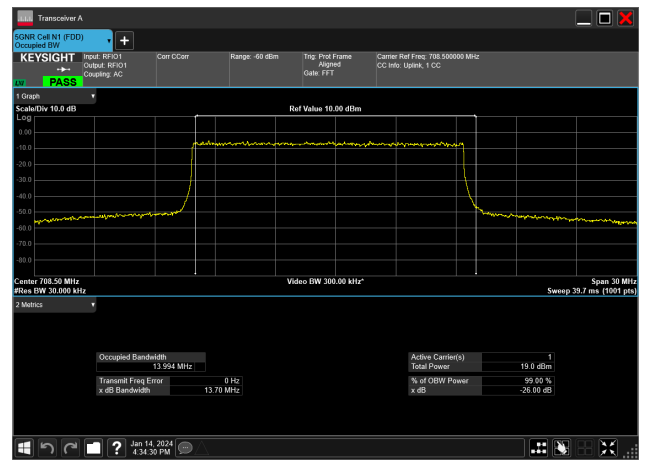 Transceiver A
5GNR Cell N1 (FDD)
Occupied BW
KEYSIGHT
Input: RFIO1
Output: RFIO1
Coupling: AC
Corr CCorr
Range: -60 dBm
Trig: Prot Frame
Aligned
Gate: FFT
Carrier Ref Freq: 708.500000 MHz
CC Info: Uplink, 1 CC
PASS
1 Graph
Scale/Div 10.0 dB
Ref Value 10.00 dBm
Log
0.00
-10.0
-20.0
-30.0
-40.0
-50.0
-60.0
-70.0
-80.0
Center 708.50 MHz
Video BW 300.00 kHz*
Span 30 MHz
#Res BW 30.000 kHz
Sweep 39.7 ms (1001 pts)
2 Metrics
Occupied Bandwidth
13.994 MHz
Active Carrier(s) 1
Total Power 19.0 dBm
Transmit Freq Error 0 Hz
x dB Bandwidth 13.70 MHz
% of OBW Power 99.00 %
x dB -26.00 dB
?
Jan 14, 2024
4:34:30 PM